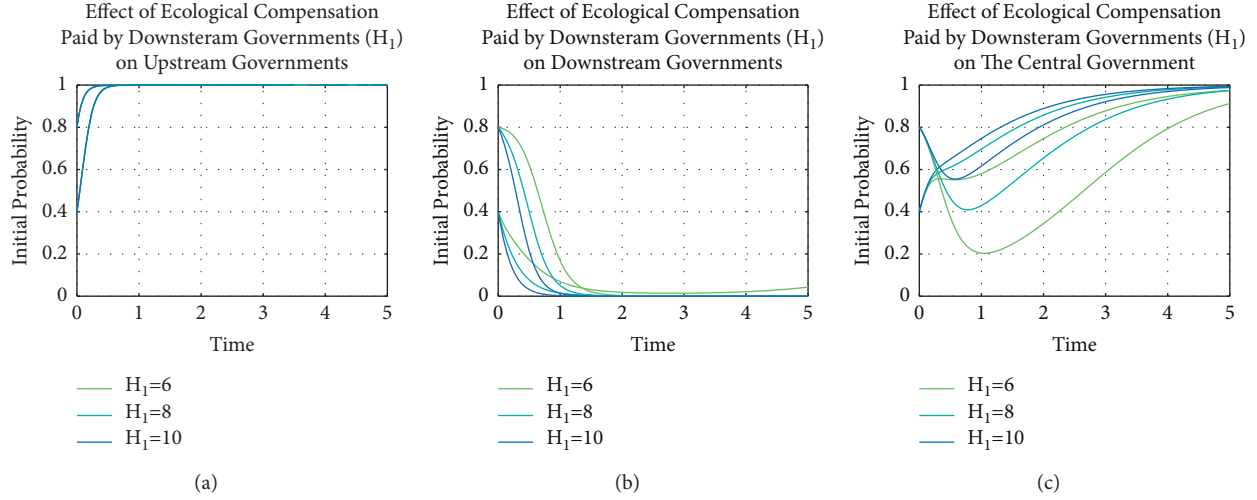 Effect of Ecological Compensation
Paid by Downsteram Governments (H₁)
on Upstream Governments
1
0.8
0.6
0.4
0.2
0
Initial Probability
0 1 2 3 4 5
Time
H₁=6
H₁=8
H₁=10
(a)
Effect of Ecological Compensation
Paid by Downsteram Governments (H₁)
on Downstream Governments
1
0.8
0.6
0.4
0.2
0
Initial Probability
0 1 2 3 4 5
Time
H₁=6
H₁=8
H₁=10
(b)
Effect of Ecological Compensation
Paid by Downsteram Governments (H₁)
on The Central Government
1
0.8
0.6
0.4
0.2
0
Initial Probability
0 1 2 3 4 5
Time
H₁=6
H₁=8
H₁=10
(c)